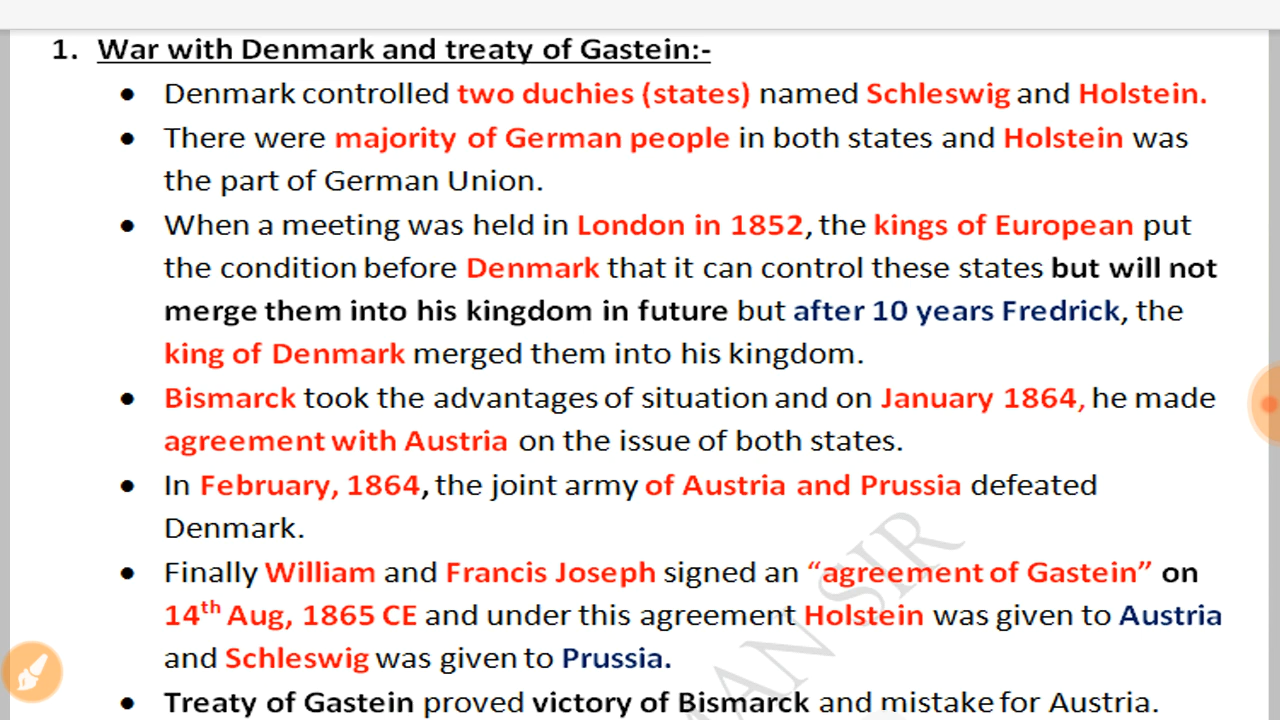 1. War with Denmark and treaty of Gastein:-
• Denmark controlled two duchies (states) named Schleswig and Holstein.
• There were majority of German people in both states and Holstein was
the part of German Union.
• When a meeting was held in London in 1852, the kings of European put
the condition before Denmark that it can control these states but will not
merge them into his kingdom in future but after 10 years Fredrick, the
king of Denmark merged them into his kingdom.
• Bismarck took the advantages of situation and on January 1864, he made
agreement with Austria on the issue of both states.
• In February, 1864, the joint army of Austria and Prussia defeated
Denmark.
• Finally William and Francis Joseph signed an “agreement of Gastein” on
14th Aug, 1865 CE and under this agreement Holstein was given to Austria
and Schleswig was given to Prussia.
• Treaty of Gastein proved victory of Bismarck and mistake for Austria.
MAN SIR